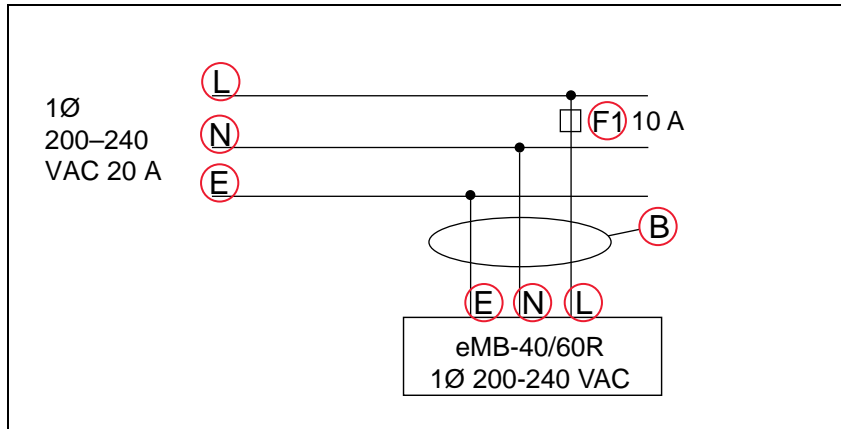 L
1Ø
200–240
VAC 20 A
F1 10 A
N
E
B
E N L
eMB-40/60R
1Ø 200-240 VAC